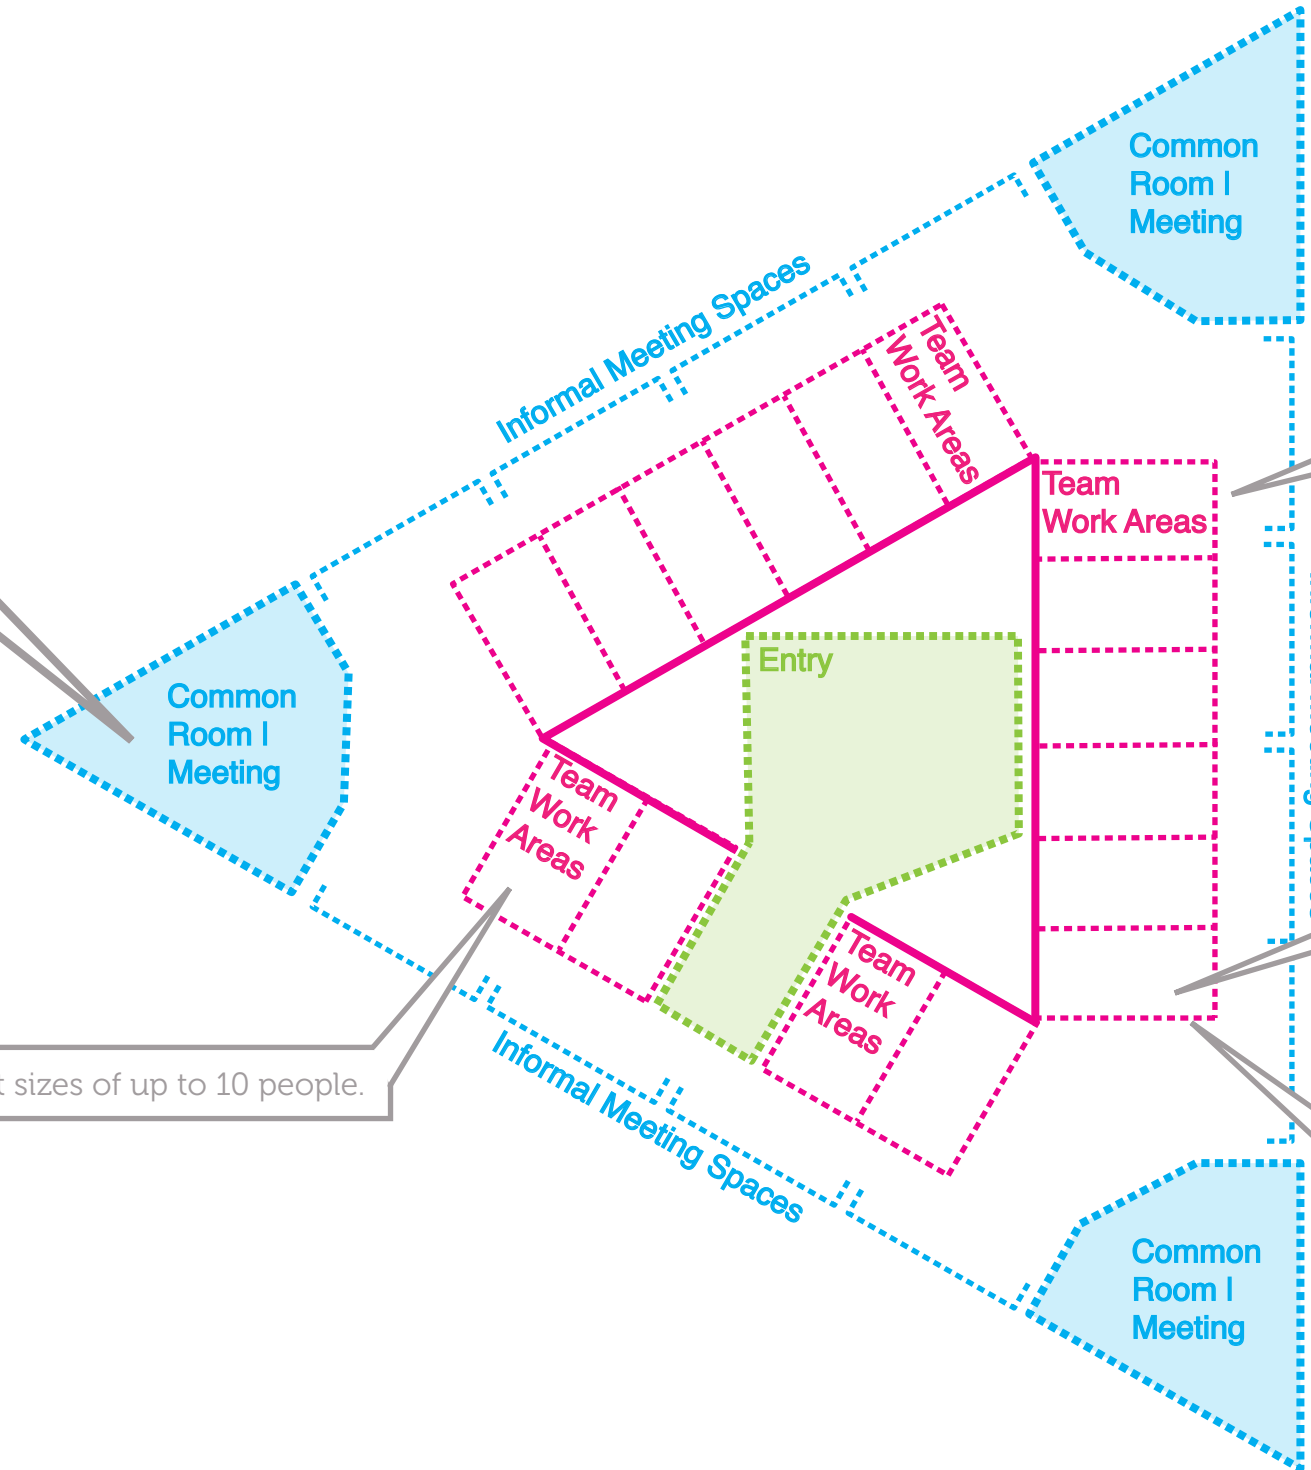 Common
Room |
Meeting
Informal Meeting Spaces
Team
Work Areas
Team
Work Areas
Entry
Common
Room |
Meeting
Team
Work
Areas
Team
Work
Areas
sizes of up to 10 people.
Informal Meeting Spaces
Common
Room |
Meeting